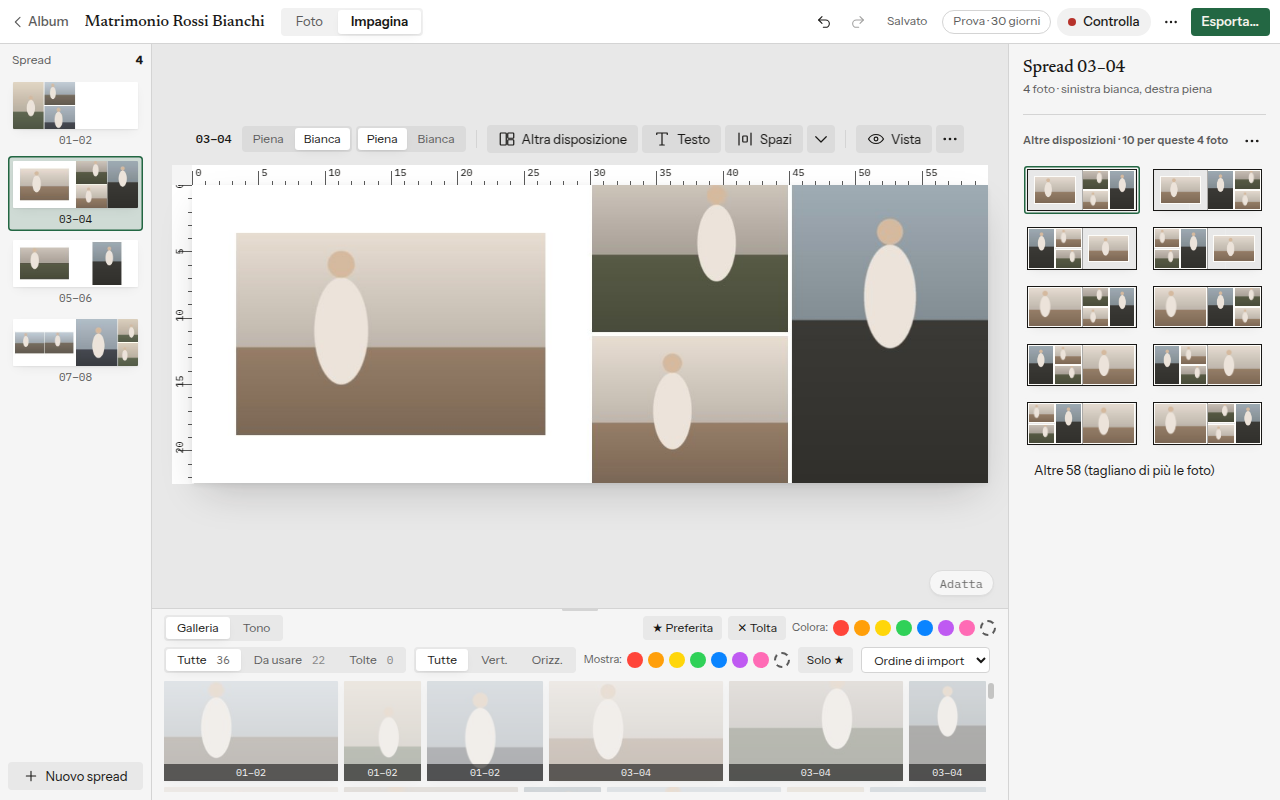 Album
Matrimonio Rossi Bianchi
Foto
Impagina
Salvato
Prova · 30 giorni
Controlla
Esporta…
Spread
4
01–02
03–04
05–06
07–08
Nuovo spread
03–04
Piena
Bianca
Piena
Bianca
Altra disposizione
Testo
Spazi
Vista
0 5 10 15 20 25 30 35 40 45 50 55
0
5
10
15
20
Adatta
Galleria
Tono
★ Preferita
✕ Tolta
Colora:
Tutte 36
Da usare 22
Tolte 0
Tutte
Vert.
Orizz.
Mostra:
Solo ★
Ordine di import
01–02
01–02
01–02
03–04
03–04
03–04
Spread 03–04
4 foto · sinistra bianca, destra piena
Altre disposizioni · 10 per queste 4 foto
Altre 58 (tagliano di più le foto)